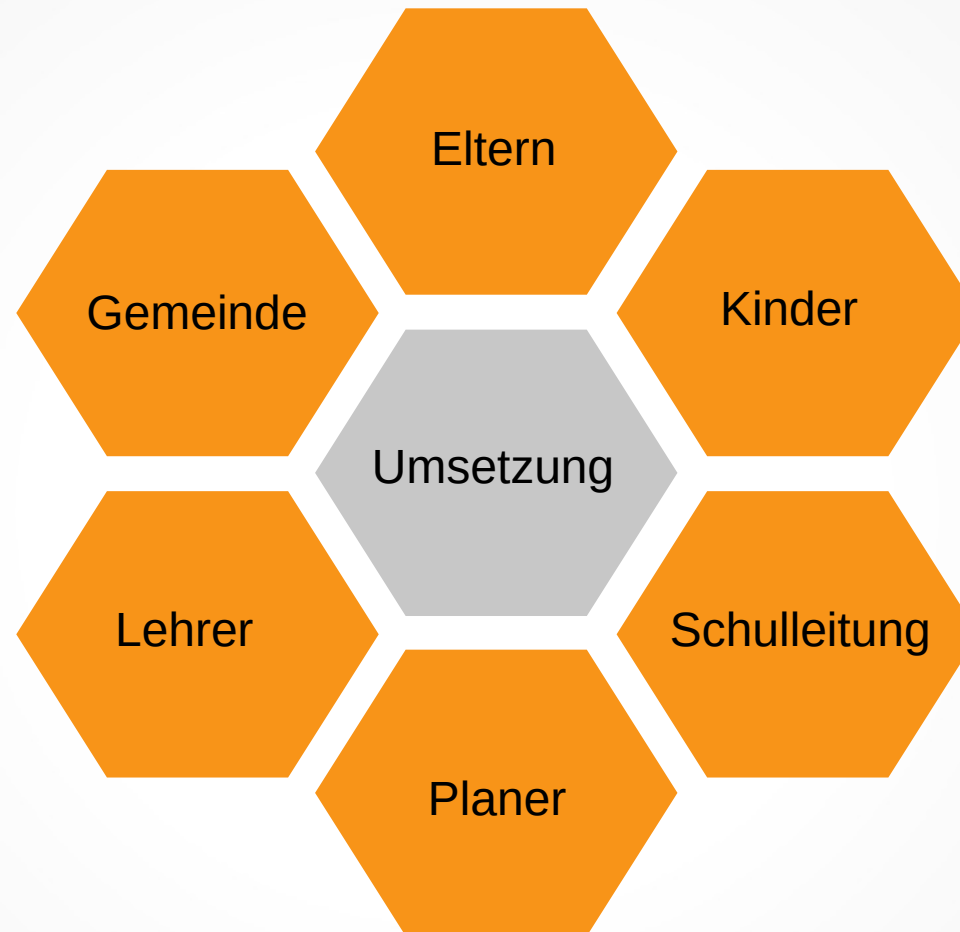 Eltern
Gemeinde
Kinder
Umsetzung
Lehrer
Schulleitung
Planer